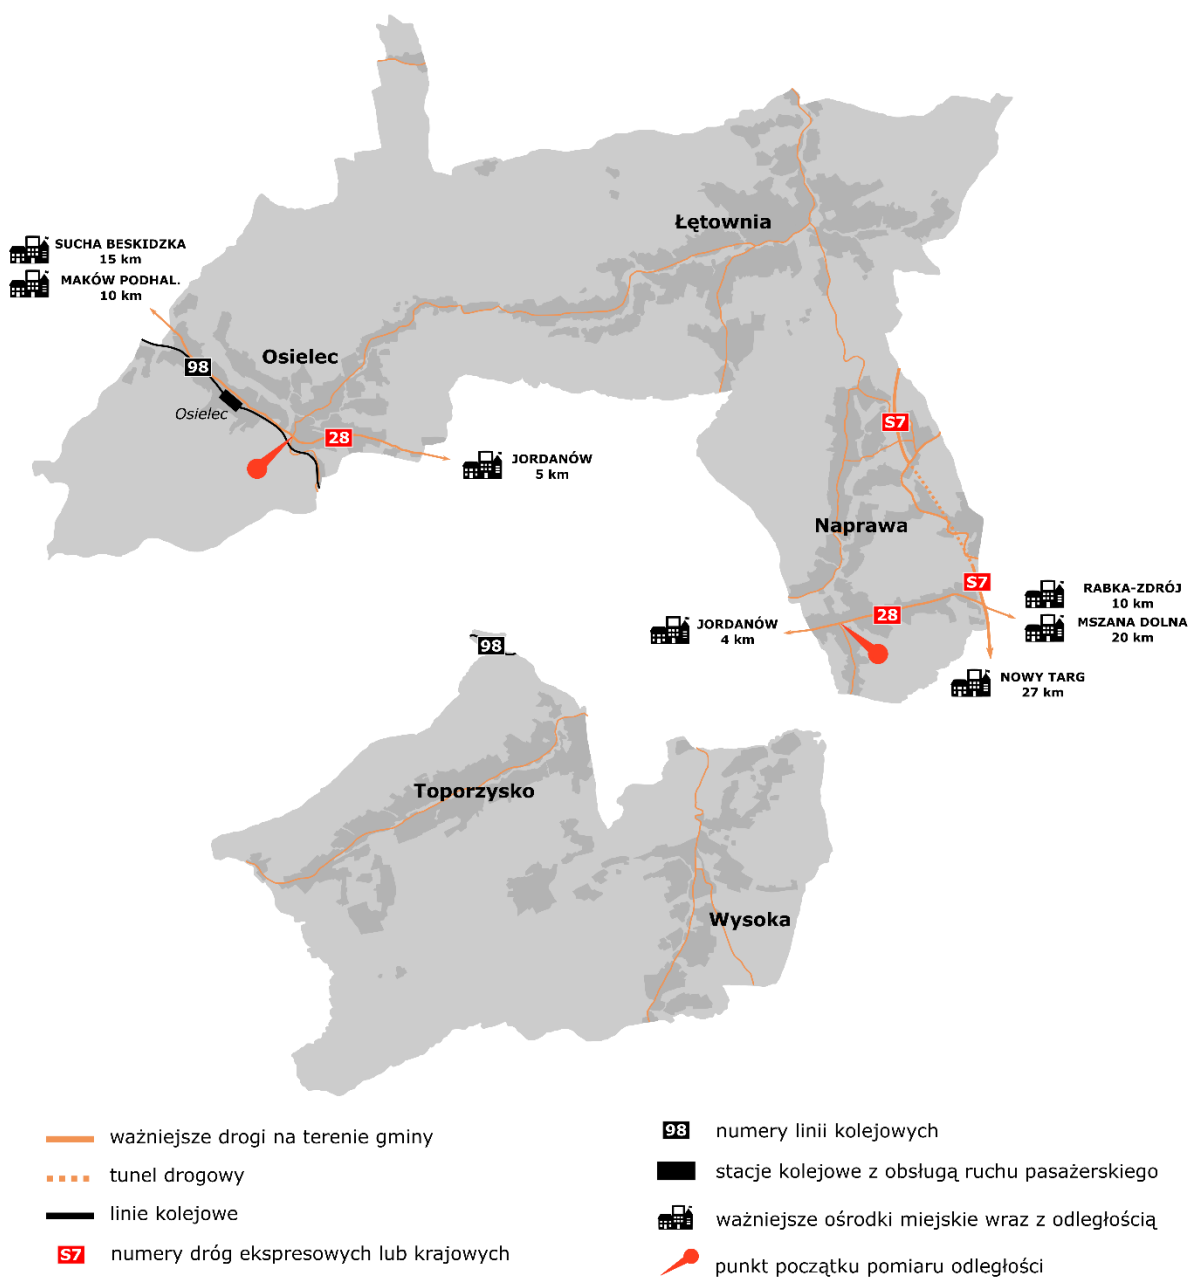 Łętownia
SUCHA BESKIDZKA
15 km
MAKÓW PODHAL.
10 km
98
Osielec
Osielec
28
S7
JORDANÓW
5 km
Naprawa
S7
RABKA-ZDRÓJ
10 km
28
JORDANÓW
4 km
MSZANA DOLNA
20 km
98
NOWY TARG
27 km
Toporzysko
Wysoka
ważniejsze drogi na terenie gminy
tunel drogowy
linie kolejowe
S7 numery dróg ekspresowych lub krajowych
98 numery linii kolejowych
stacje kolejowe z obsługą ruchu pasażerskiego
ważniejsze ośrodki miejskie wraz z odległością
punkt początku pomiaru odległości